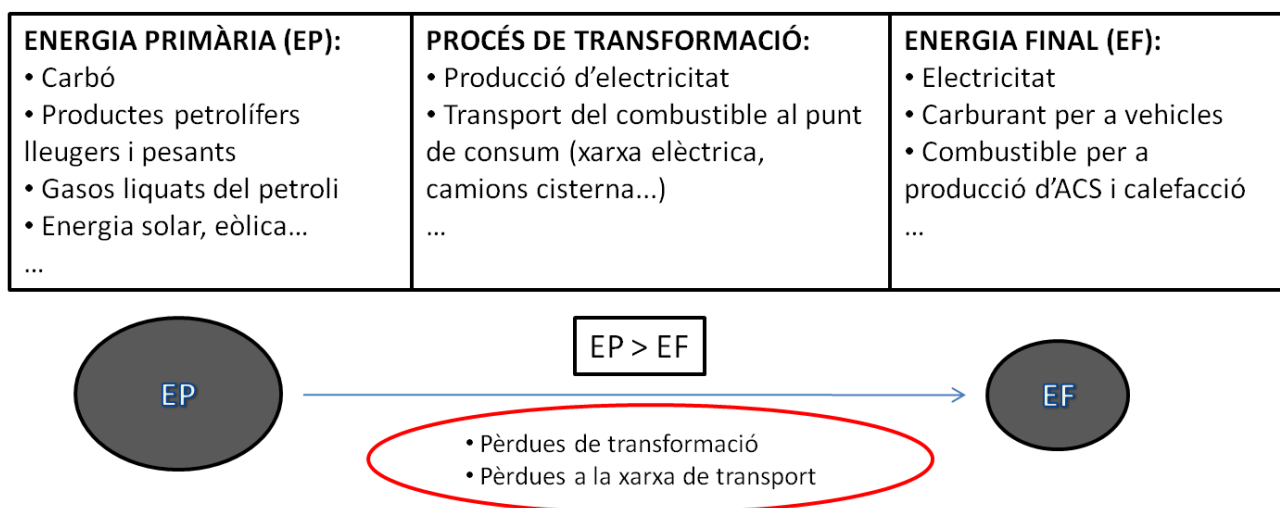 ENERGIA PRIMÀRIA (EP):
• Carbó
• Productes petrolífers
lleugers i pesants
• Gasos liquats del petroli
• Energia solar, eòlica...
...
PROCÉS DE TRANSFORMACIÓ:
• Producció d'electricitat
• Transport del combustible al punt
de consum (xarxa elèctrica,
camions cisterna...)
...
ENERGIA FINAL (EF):
• Electricitat
• Carburant per a vehicles
• Combustible per a
producció d'ACS i calefacció
...
EP > EF
EP
EF
• Pèrdues de transformació
• Pèrdues a la xarxa de transport